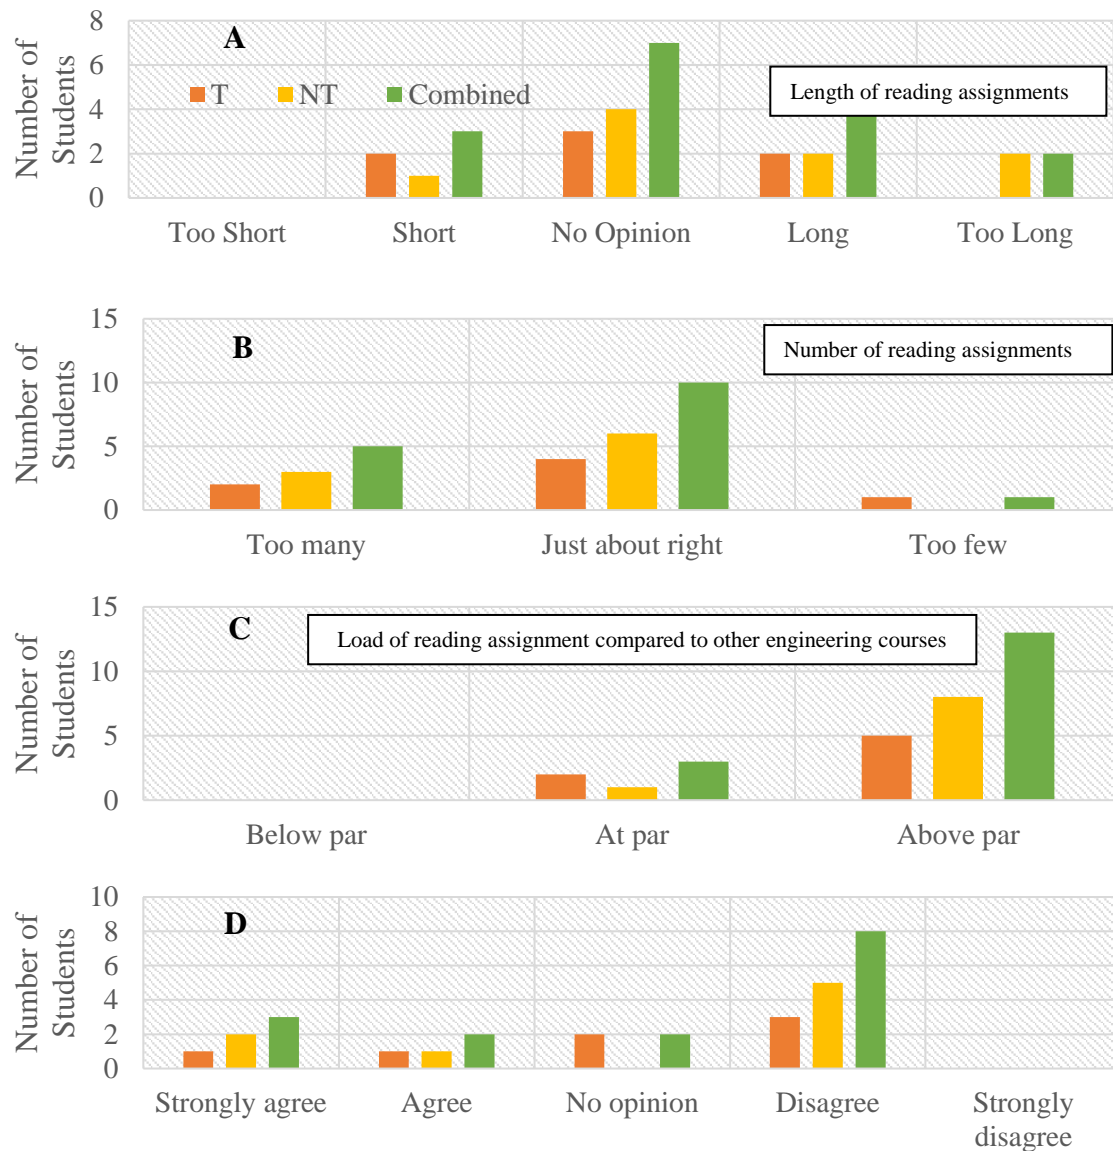 8
A
6
T NT Combined
Length of reading assignments
4
2
0
Number of
Students
Too Short Short No Opinion Long Too Long
15
B
Number of reading assignments
10
5
0
Number of
Students
Too many Just about right Too few
15
C
Load of reading assignment compared to other engineering courses
10
5
0
Number of
Students
Below par At par Above par
10
D
8
6
4
2
0
Number of
Students
Strongly agree Agree No opinion Disagree Strongly
disagree